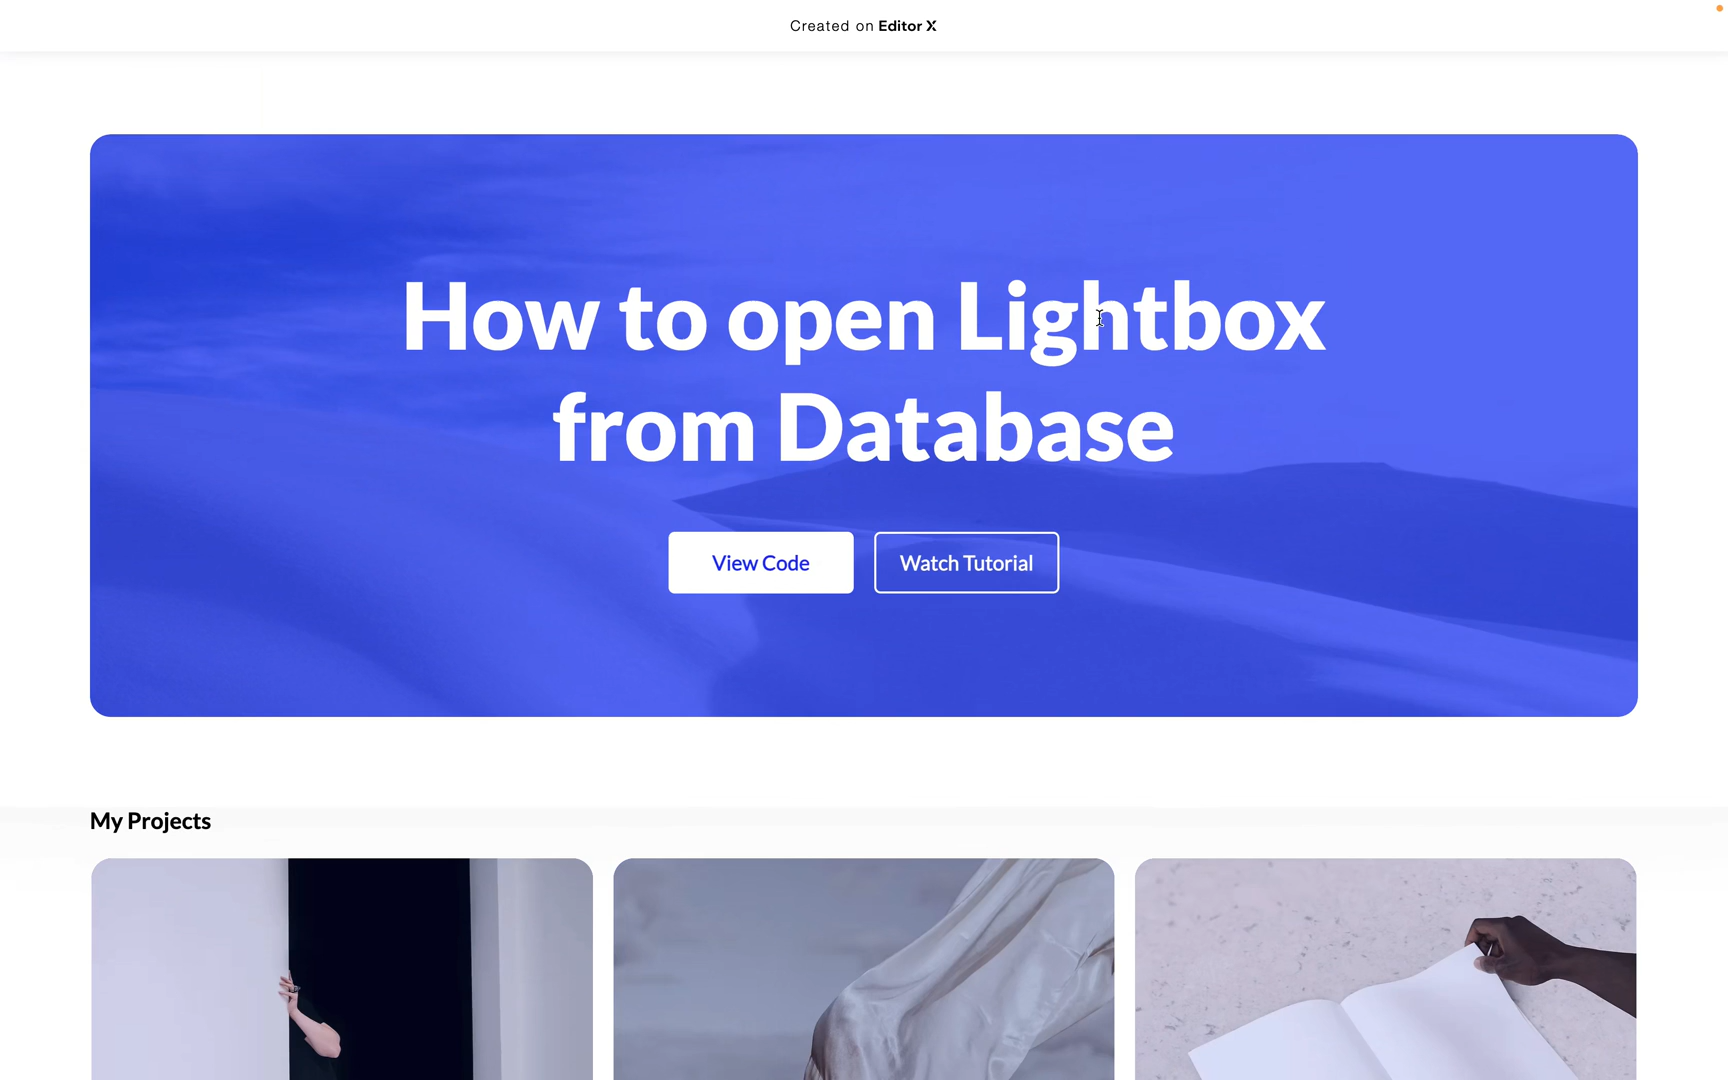 Created on Editor X
How to open Lightbox
from Database
View Code
Watch Tutorial
My Projects